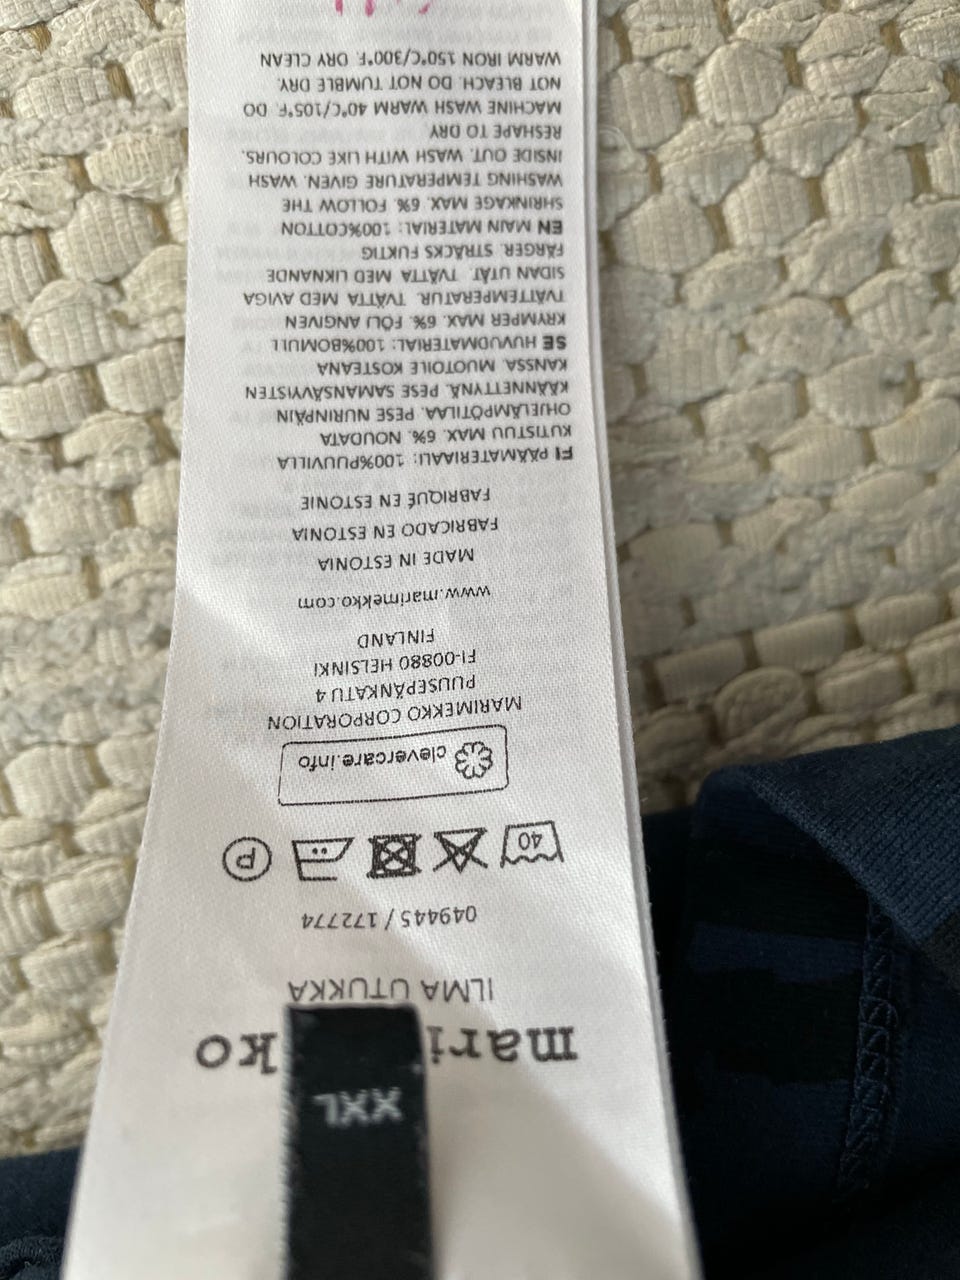 XXL
mari ko
ILMA UTUKKA
049445 / 172774
40
P
clevercare.info
MARIMEKKO CORPORATION
PUUSEPÄNKATU 4
FI-00880 HELSINKI
FINLAND
www.marimekko.com
MADE IN ESTONIA
FABRICADO EN ESTONIA
FABRIQUÉ EN ESTONIE
FI PÄÄMATERIAALI: 100%PUUVILLA
KUTISTUU MAX. 6%. NOUDATA
OHJELÄMPÖTILAA. PESE NURINPÄIN
KÄÄNNETTYNÄ. PESE SAMANSÄVYISTEN
KANSSA. MUOTOILE KOSTEANA
SE HUVUDMATERIAL: 100%BOMULL
KRYMPER MAX. 6%. FÖLJ ANGIVEN
TVÄTTEMPERATUR. TVÄTTA MED AVIGA
SIDAN UTÅT. TVÄTTA MED LIKNANDE
FÄRGER. STRÄCKS FUKTIG
EN MAIN MATERIAL: 100%COTTON
SHRINKAGE MAX. 6%. FOLLOW THE
WASHING TEMPERATURE GIVEN. WASH
INSIDE OUT. WASH WITH LIKE COLOURS.
RESHAPE TO DRY
MACHINE WASH WARM 40°C/105°F. DO
NOT BLEACH. DO NOT TUMBLE DRY.
WARM IRON 150°C/300°F. DRY CLEAN